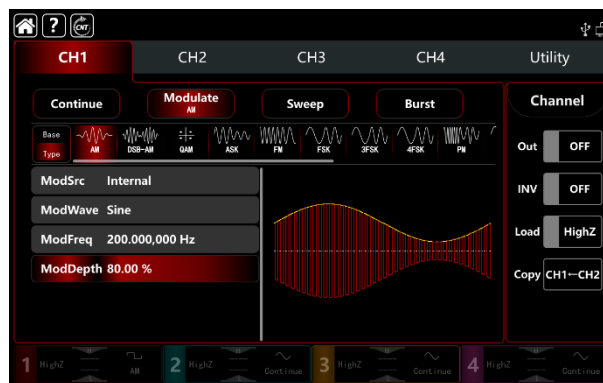 ? CNT
CH1 CH2 CH3 CH4 Utility
Continue Modulate Sweep Burst Channel
AM
Base
Type AM DSB-AM QAM ASK FM FSK 3FSK 4FSK PM
Out OFF
ModSrc Internal
INV OFF
ModWave Sine
ModFreq 200.000,000 Hz
Load HighZ
ModDepth 80.00 %
Copy CH1←CH2
1 HighZ AM 2 HighZ Continue 3 HighZ Continue 4 HighZ Continue